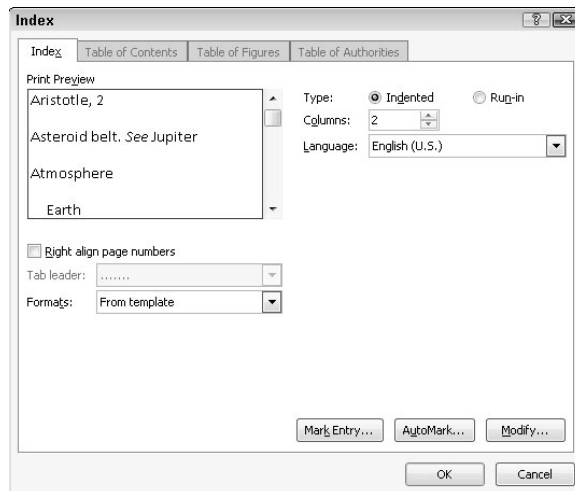 Index
Index Table of Contents Table of Figures Table of Authorities
Print Preview
Aristotle, 2
Asteroid belt. See Jupiter
Atmosphere
Earth
Type: Indented Run-in
Columns: 2
Language: English (U.S.)
Right align page numbers
Tab leader: .......
Formats: From template
Mark Entry... AutoMark... Modify...
OK Cancel